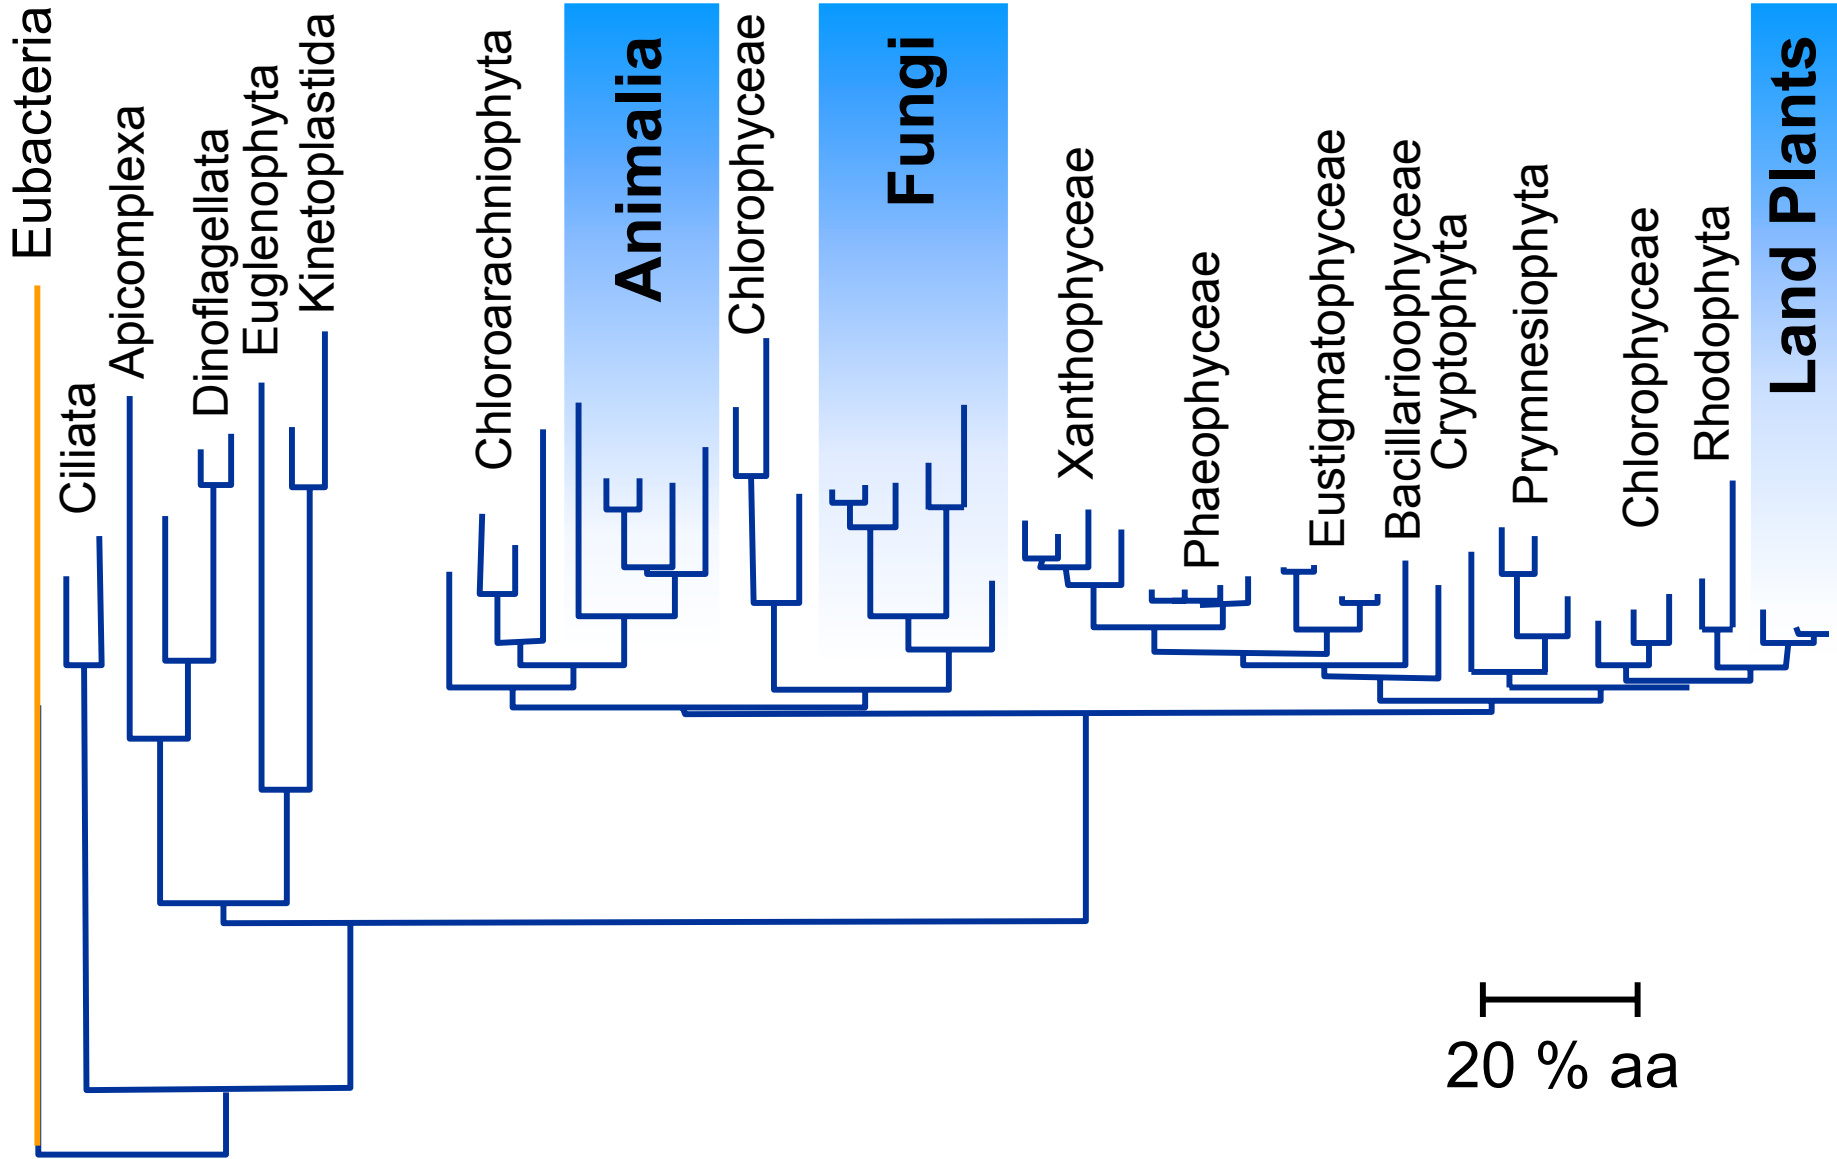 Eubacteria
Ciliata
Apicomplexa
Dinoflagellata
Euglenophyta
Kinetoplastida
Chloroarachniophyta
Animalia
Chlorophyceae
Fungi
Xanthophyceae
Phaeophyceae
Eustigmatophyceae
Bacillarioophyceae
Cryptophyta
Prymnesiophyta
Chlorophyceae
Rhodophyta
Land Plants
20 % aa